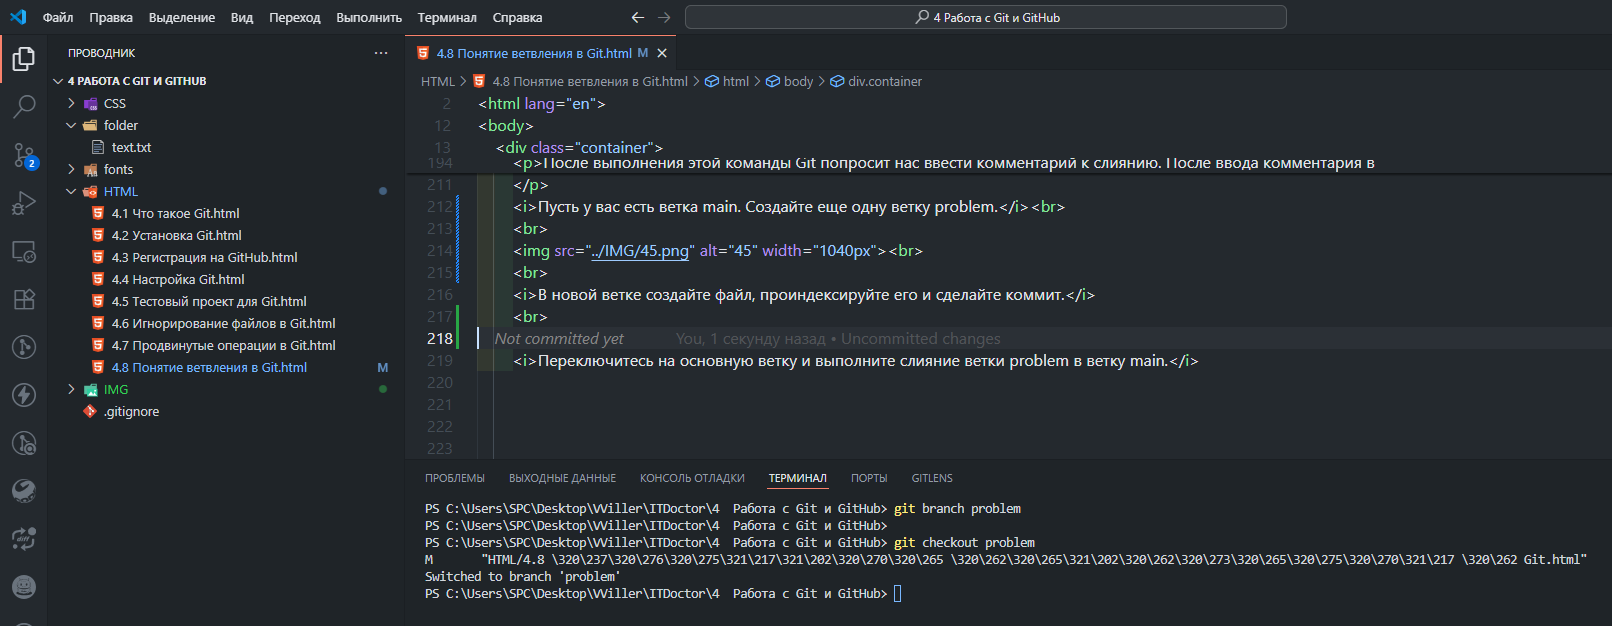 Файл Правка Выделение Вид Переход Выполнить Терминал Справка
4 Работа с Git и GitHub
ПРОВОДНИК ...
4 РАБОТА С GIT И GITHUB
CSS
folder
text.txt
fonts
HTML
4.1 Что такое Git.html
4.2 Установка Git.html
4.3 Регистрация на GitHub.html
4.4 Настройка Git.html
4.5 Тестовый проект для Git.html
4.6 Игнорирование файлов в Git.html
4.7 Продвинутые операции в Git.html
4.8 Понятие ветвления в Git.html M
IMG
.gitignore
2
4.8 Понятие ветвления в Git.html M
HTML > 4.8 Понятие ветвления в Git.html > html > body > div.container
2 <html lang="en">
12 <body>
13 <div class="container">
194 <p>После выполнения этой команды Git попросит нас ввести комментарий к слиянию. После ввода комментария в
211 </p>
212 <i>Пусть у вас есть ветка main. Создайте еще одну ветку problem.</i><br>
213 <br>
214 <img src="../IMG/45.png" alt="45" width="1040px"><br>
215 <br>
216 <i>В новой ветке создайте файл, проиндексируйте его и сделайте коммит.</i>
217 <br>
218 Not committed yet You, 1 секунду назад • Uncommitted changes
219 <i>Переключитесь на основную ветку и выполните слияние ветки problem в ветку main.</i>
220
221
222
223
ПРОБЛЕМЫ ВЫХОДНЫЕ ДАННЫЕ КОНСОЛЬ ОТЛАДКИ ТЕРМИНАЛ ПОРТЫ GITLENS
PS C:\Users\SPC\Desktop\VViller\ITDoctor\4  Работа с Git и GitHub> git branch problem
PS C:\Users\SPC\Desktop\VViller\ITDoctor\4  Работа с Git и GitHub>
PS C:\Users\SPC\Desktop\VViller\ITDoctor\4  Работа с Git и GitHub> git checkout problem
M "HTML/4.8 \320\237\320\276\320\275\321\217\321\202\320\270\320\265 \320\262\320\265\321\202\320\262\320\273\320\265\320\275\320\270\321\217 \320\262 Git.html"
Switched to branch 'problem'
PS C:\Users\SPC\Desktop\VViller\ITDoctor\4  Работа с Git и GitHub>